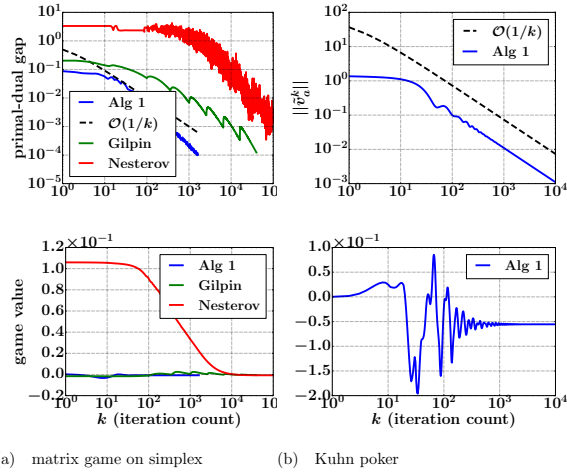 10^1
10^0
10^-1
10^-2
10^-3
10^-4
10^-5
primal-dual gap
Alg 1
O(1/k)
Gilpin
Nesterov
10^0 10^1 10^2 10^3 10^4 10^5
10^2
10^1
10^0
10^-1
10^-2
10^-3
||ṽ_a^k||
O(1/k)
Alg 1
10^0 10^1 10^2 10^3 10^4
×10^-1
1.2
1.0
0.8
0.6
0.4
0.2
0.0
−0.2
game value
Alg 1
Gilpin
Nesterov
10^0 10^1 10^2 10^3 10^4 10^5
k (iteration count)
×10^-1
1.0
0.5
0.0
−0.5
−1.0
−1.5
−2.0
Alg 1
10^0 10^1 10^2 10^3 10^4
k (iteration count)
a) matrix game on simplex
(b) Kuhn poker